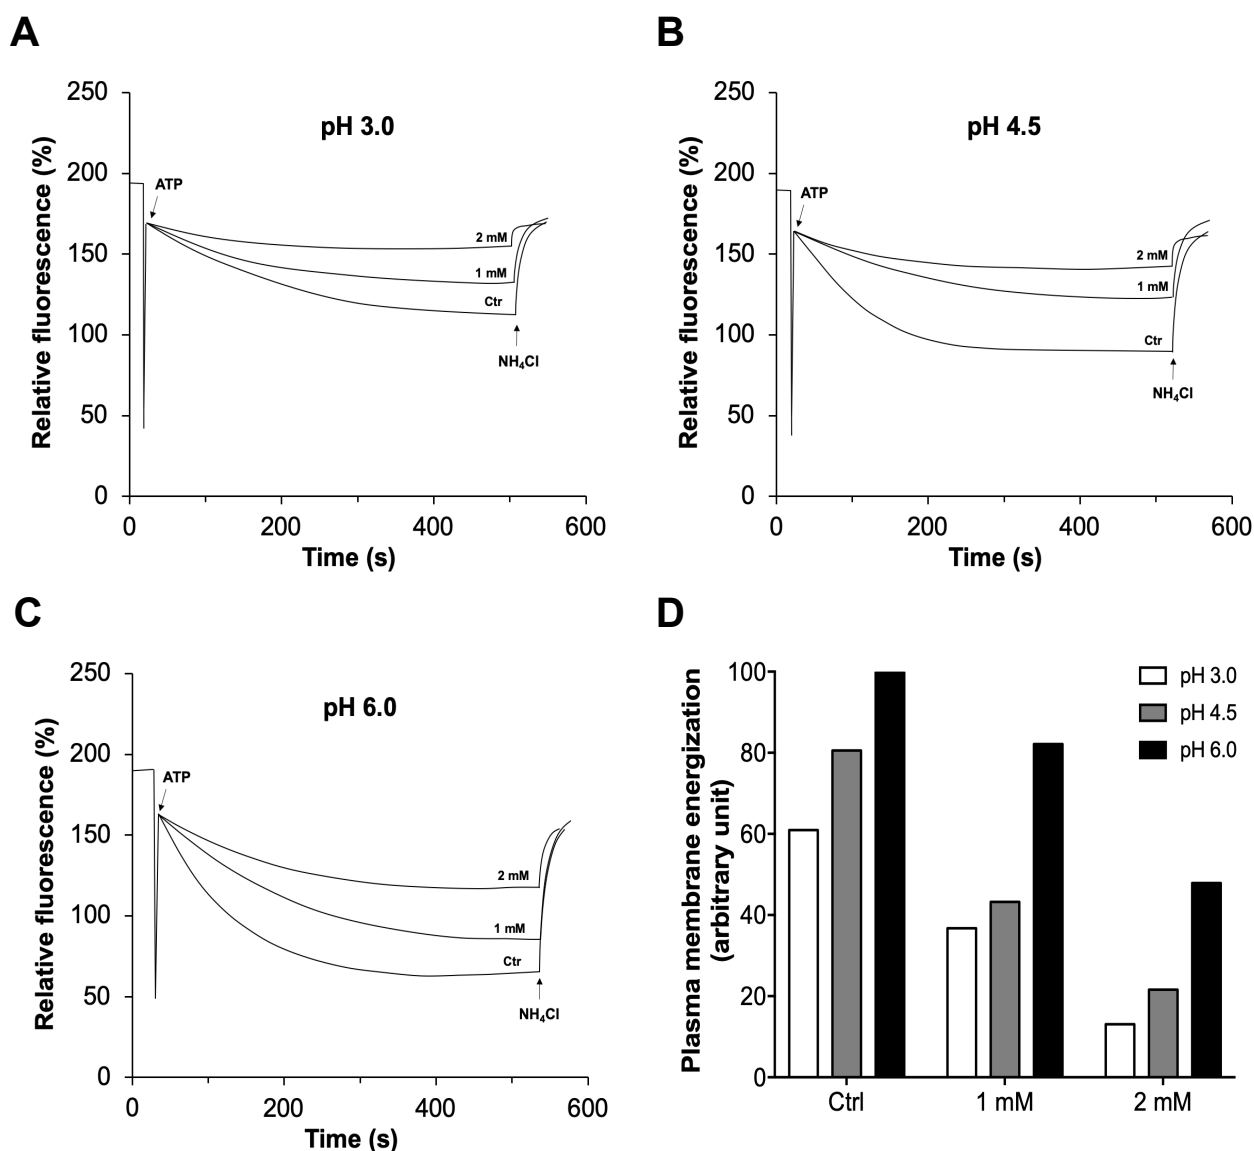 A
250
200
150
100
50
0
Relative fluorescence (%)
pH 3.0
ATP
2 mM
1 mM
Ctr
NH₄Cl
0 200 400 600
Time (s)
B
250
200
150
100
50
0
Relative fluorescence (%)
pH 4.5
ATP
2 mM
1 mM
Ctr
NH₄Cl
0 200 400 600
Time (s)
C
250
200
150
100
50
0
Relative fluorescence (%)
pH 6.0
ATP
2 mM
1 mM
Ctr
NH₄Cl
0 200 400 600
Time (s)
D
100
80
60
40
20
0
Plasma membrane energization
(arbitrary unit)
pH 3.0
pH 4.5
pH 6.0
Ctrl 1 mM 2 mM